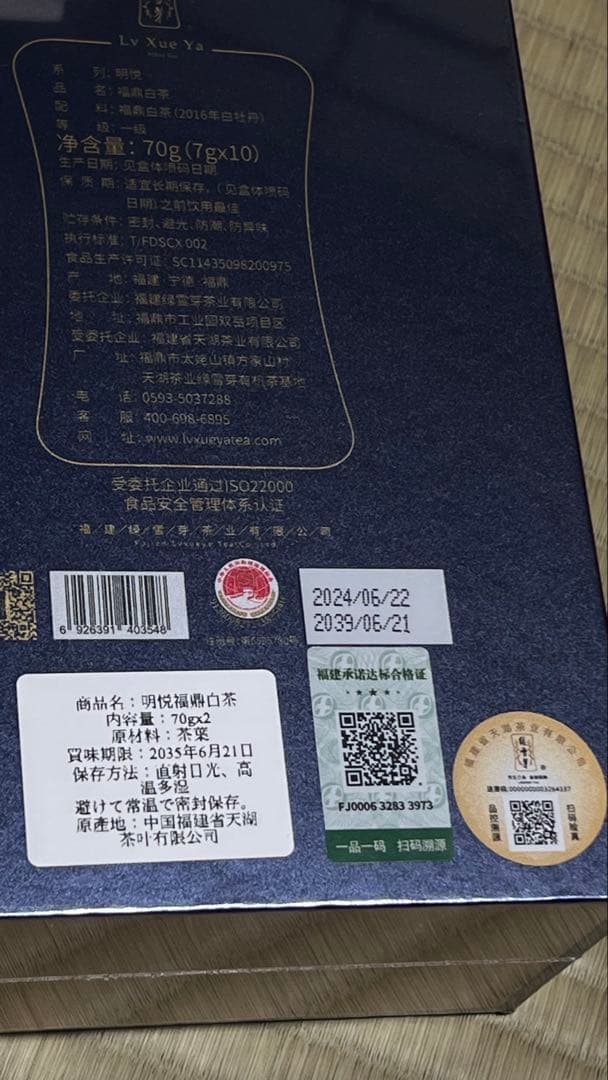 Lv Xue Ya
系 列：明悦
品 名：福鼎白茶
配 料：福鼎白茶(2016年白牡丹)
等 级：一级
净含量：70g(7gx10)
生产日期：见盒体喷码日期
保 质 期：适宜长期保存。（见盒体喷码
日期）之前饮用最佳
贮存条件：密封、避光、防潮、防异味
执行标准：T/FDSCX 002
食品生产许可证：SC11435098200975
产 地：福建·宁德·福鼎
委托企业：福建绿雪芽茶业有限公司
地 址：福鼎市工业园双岳项目区
受委托企业：福建省天湖茶业有限公司
厂 址：福鼎市太姥山镇方家山村
天湖茶业绿雪芽有机茶基地
电 话：0593-5037288
客 服：400-698-6895
网 址：www.lvxueyatea.com
受委托企业通过ISO22000
食品安全管理体系认证
福/建/绿/雪/芽/茶/业/有/限/公/司
6 926391 403548
2024/06/22
2039/06/21
商品名：明悦福鼎白茶
内容量：70gx2
原材料：茶葉
賞味期限：2035年6月21日
保存方法：直射日光、高
温多湿
避けて常温で密封保存。
原産地：中国福建省天湖
茶叶有限公司
福建承诺达标合格证
FJ0006 3283 3973
一品一码 扫码溯源
福建省天湖茶业有限公司
品控溯源
扫码验真